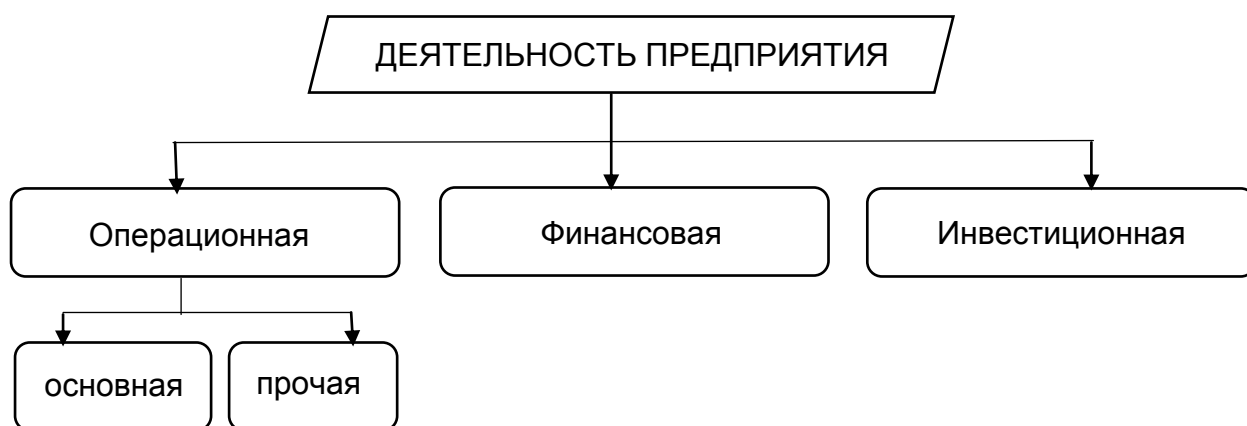 ДЕЯТЕЛЬНОСТЬ ПРЕДПРИЯТИЯ
Операционная
Финансовая
Инвестиционная
основная
прочая